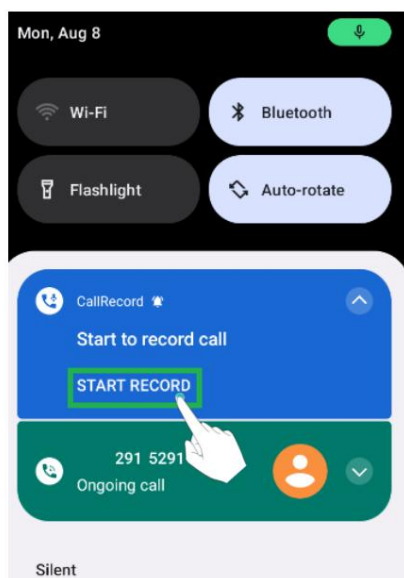 Mon, Aug 8
Wi-Fi
Bluetooth
Flashlight
Auto-rotate
CallRecord
Start to record call
START RECORD
291 5291
Ongoing call
Silent